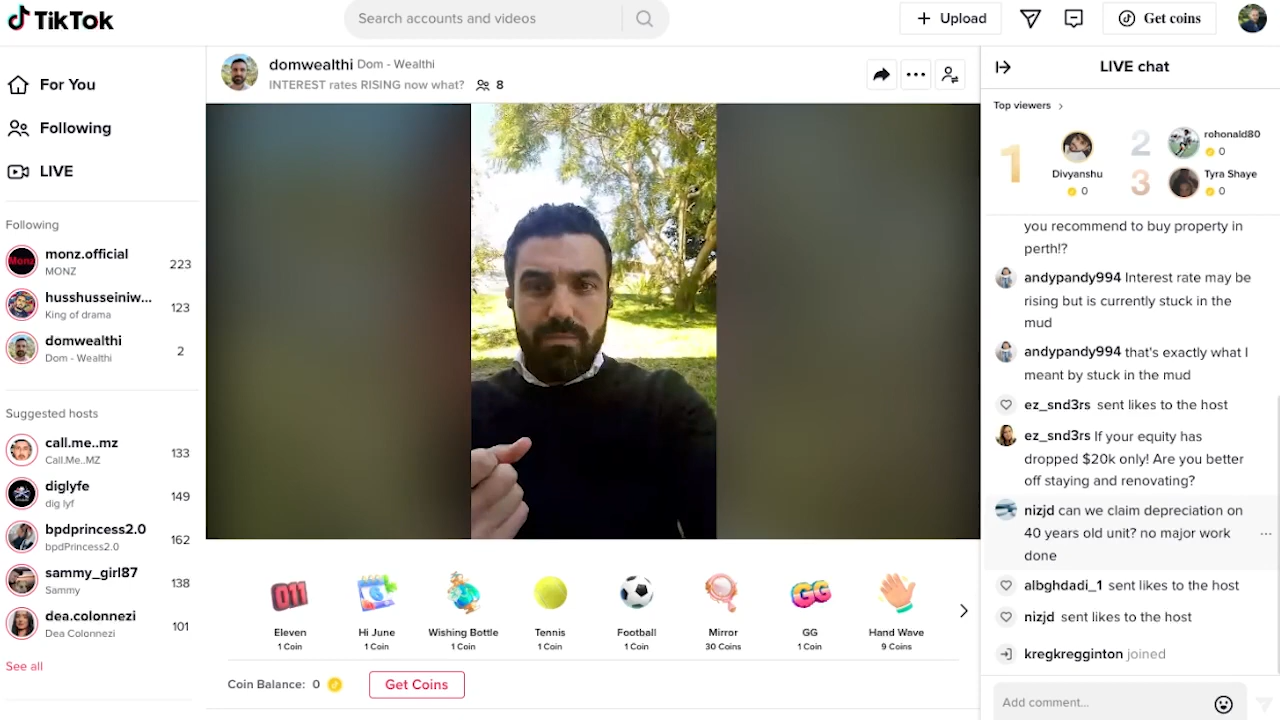 TikTok
Search accounts and videos
Upload
Get coins
For You
Following
LIVE
Following
monz.official
MONZ
223
husshusseiniw...
King of drama
123
domwealthi
Dom - Wealthi
2
Suggested hosts
call.me..mz
Call.Me..MZ
133
diglyfe
dig lyf
149
bpdprincess2.0
bpdPrincess2.0
162
sammy_girl87
Sammy
138
dea.colonnezi
Dea Colonnezi
101
See all
domwealthi Dom - Wealthi
INTEREST rates RISING now what? 8
Monz
011
GG
Eleven
1 Coin
Hi June
1 Coin
Wishing Bottle
1 Coin
Tennis
1 Coin
Football
1 Coin
Mirror
30 Coins
GG
1 Coin
Hand Wave
9 Coins
Coin Balance: 0
Get Coins
LIVE chat
Top viewers
1
Divyanshu
0
2
rohonald80
0
3
Tyra Shaye
0
you recommend to buy property in
perth!?
andypandy994 Interest rate may be
rising but is currently stuck in the
mud
andypandy994 that's exactly what I
meant by stuck in the mud
ez_snd3rs sent likes to the host
ez_snd3rs If your equity has
dropped $20k only! Are you better
off staying and renovating?
nizjd can we claim depreciation on
40 years old unit? no major work
done
albghdadi_1 sent likes to the host
nizjd sent likes to the host
kregkregginton joined
Add comment...